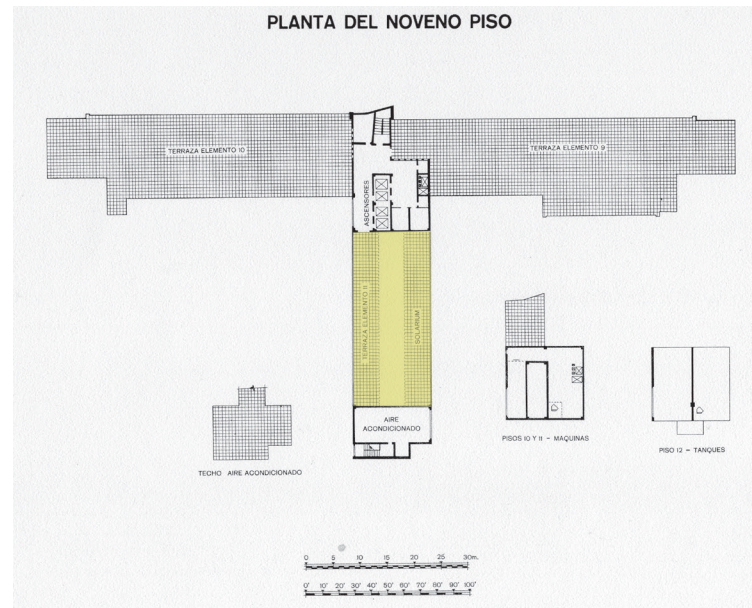 PLANTA DEL NOVENO PISO
TERRAZA ELEMENTO 10
TERRAZA ELEMENTO 9
ASCENSORES
TERRAZA ELEMENTO 11
SOLARIUM
AIRE
ACONDICIONADO
TECHO AIRE ACONDICIONADO
PISOS 10 Y 11 - MAQUINAS
PISO 12 - TANQUES
0 5 10 15 20 25 30m.
0' 10' 20' 30' 40' 50' 60' 70' 80' 90' 100'